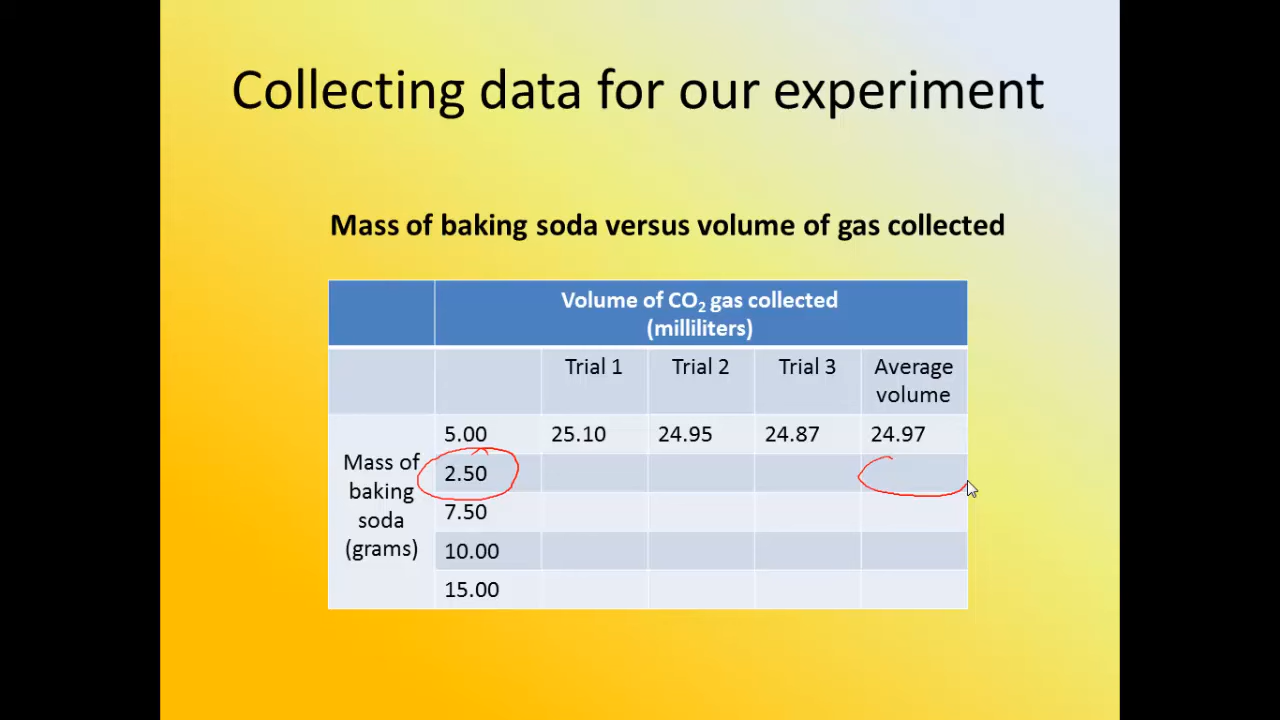 Collecting data for our experiment
Mass of baking soda versus volume of gas collected
Volume of CO₂ gas collected
(milliliters)
Trial 1 Trial 2 Trial 3 Average
volume
Mass of
baking
soda
(grams)
5.00 25.10 24.95 24.87 24.97
2.50
7.50
10.00
15.00